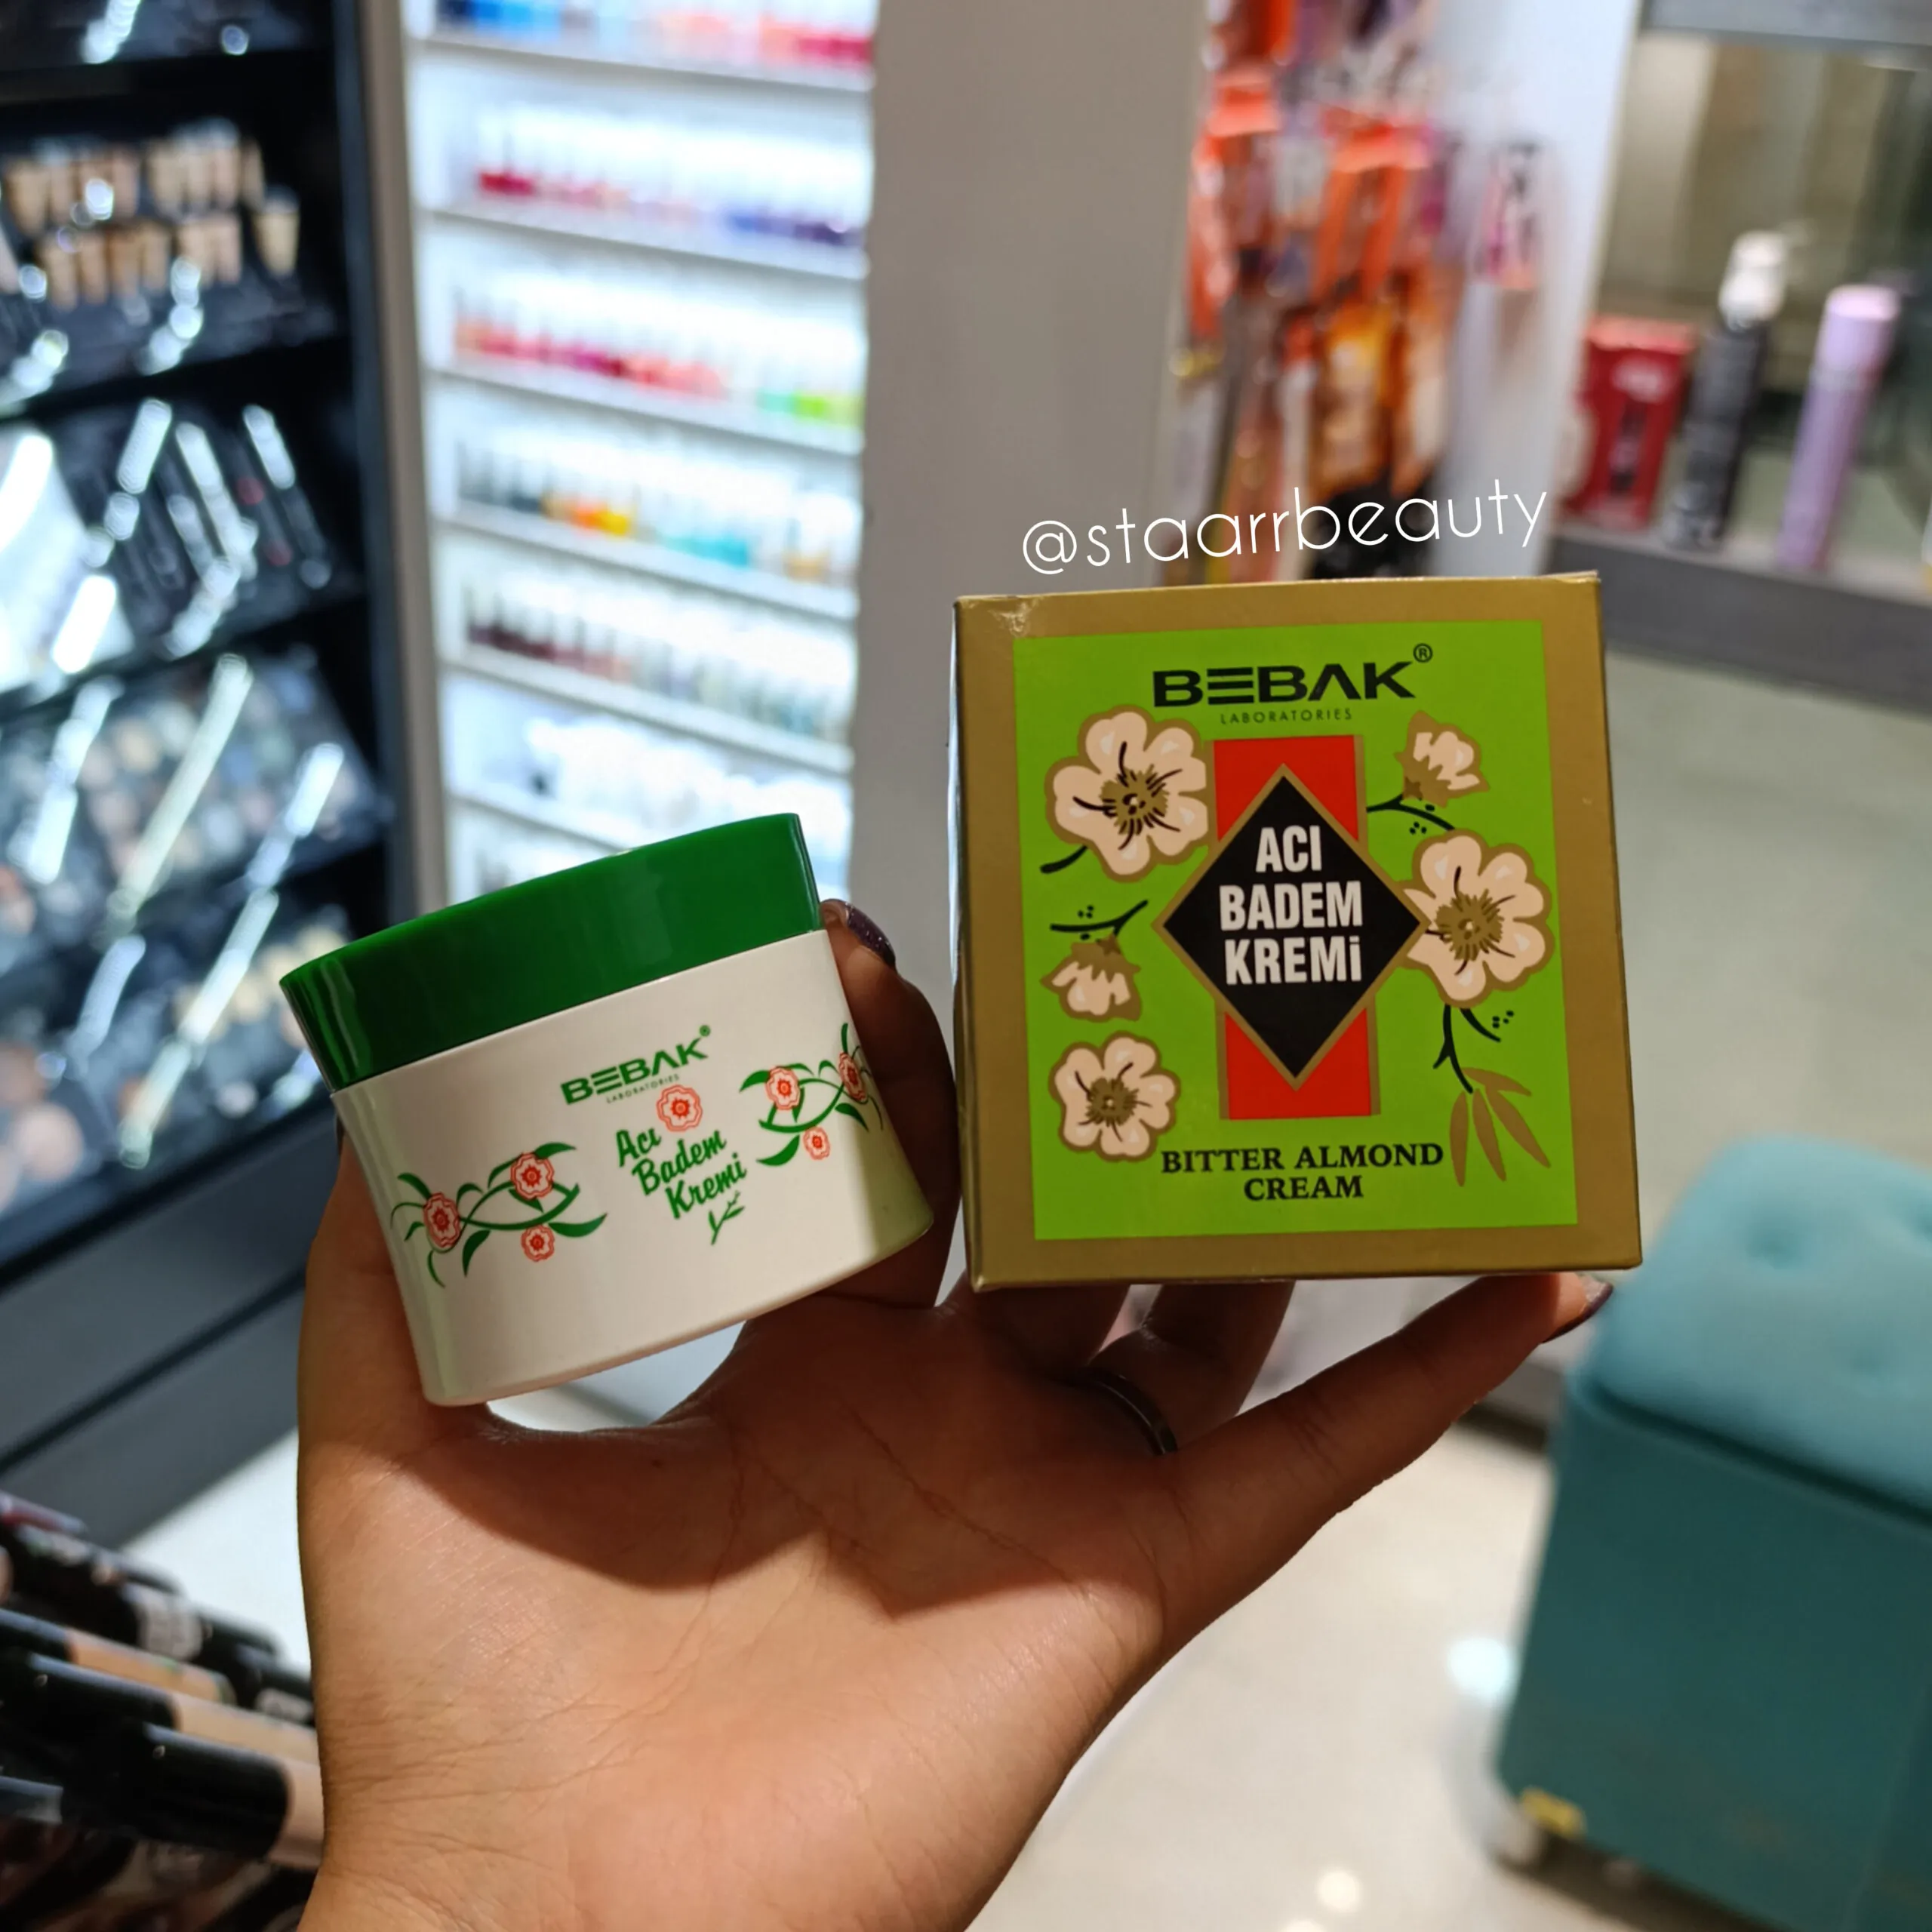 @staarrbeauty
BEBAK®
LABORATORIES
ACI
BADEM
KREMİ
BITTER ALMOND
CREAM
BEBAK®
LABORATORIES
Acı
Badem
Kremi